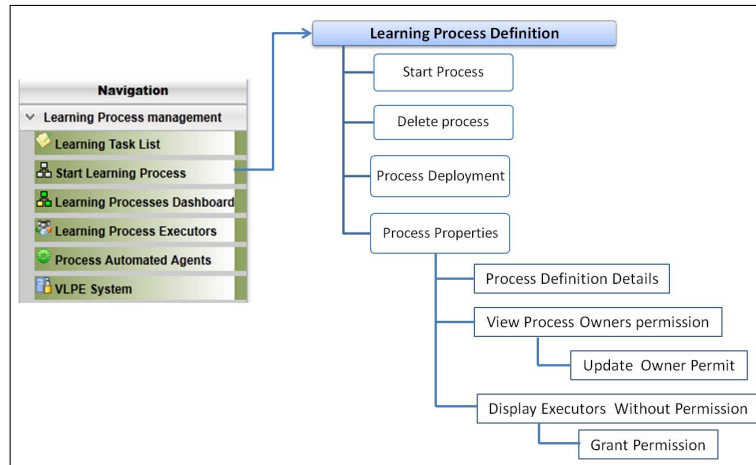 Learning Process Definition
Start Process
Delete process
Process Deployment
Process Properties
Process Definition Details
View Process Owners permission
Update Owner Permit
Display Executors Without Permission
Grant Permission
Navigation
Learning Process management
Learning Task List
Start Learning Process
Learning Processes Dashboard
Learning Process Executors
Process Automated Agents
VLPE System